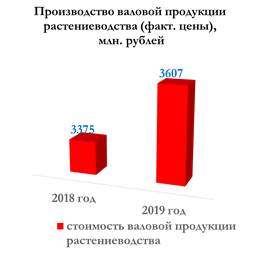 Производство валовой продукции
растениеводства (факт. цены),
млн. рублей
3607
3375
2018 год
2019 год
стоимость валовой продукции
растениеводства